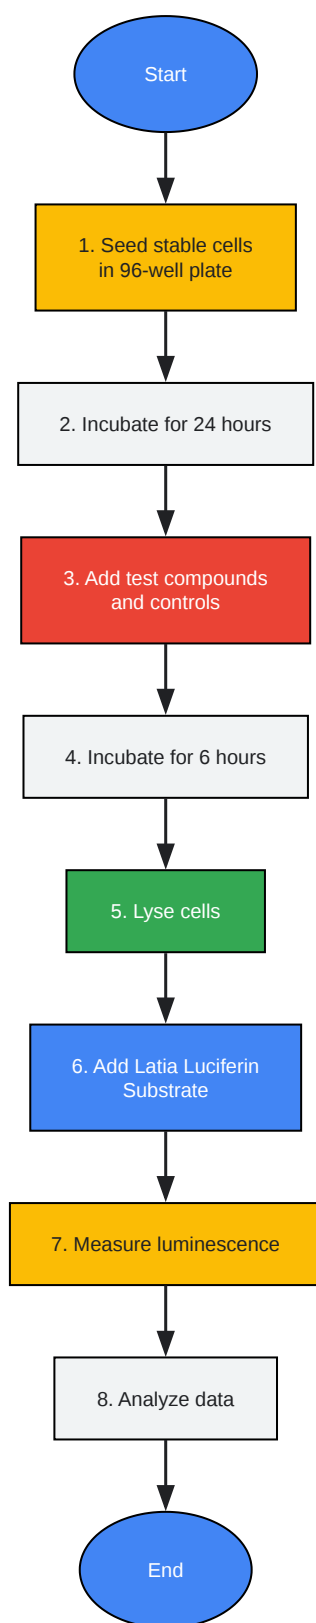 Start
1. Seed stable cells
in 96-well plate
2. Incubate for 24 hours
3. Add test compounds
and controls
4. Incubate for 6 hours
5. Lyse cells
6. Add Latia Luciferin
Substrate
7. Measure luminescence
8. Analyze data
End